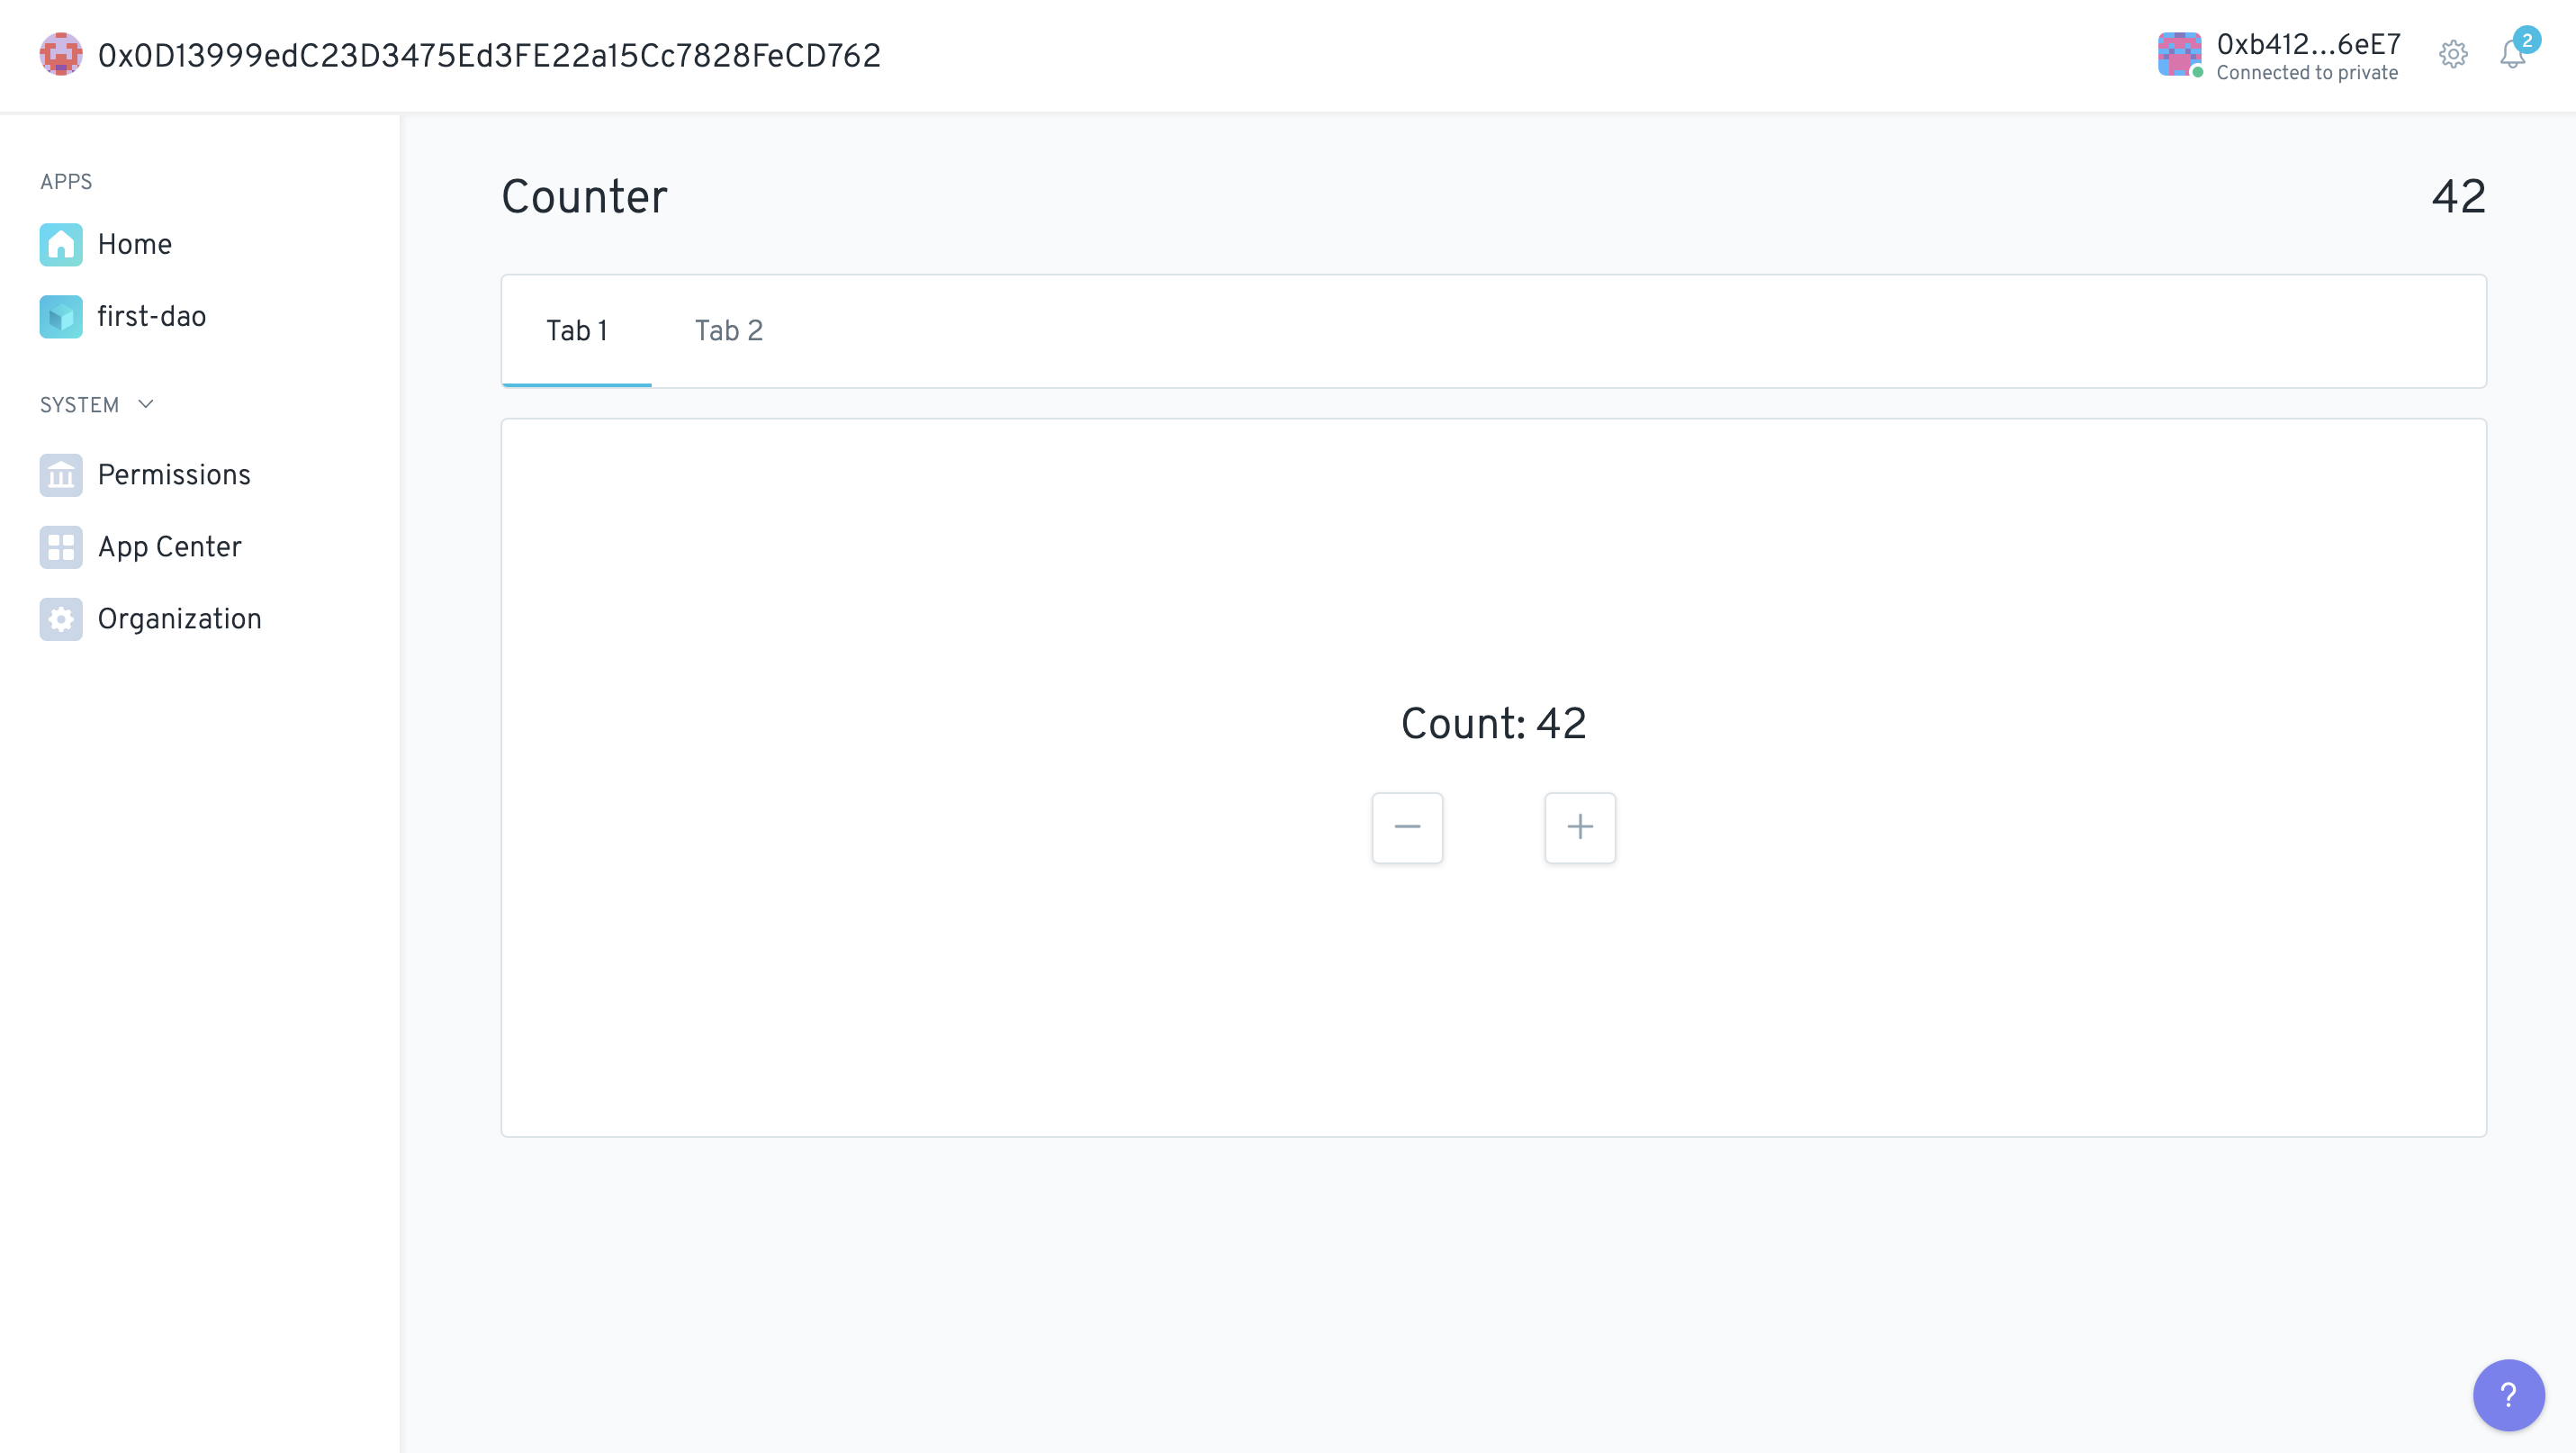 0x0D13999edC23D3475Ed3FE22a15Cc7828FeCD762
0xb412...6eE7
Connected to private
2
APPS
Home
first-dao
SYSTEM
Permissions
App Center
Organization
Counter
42
Tab 1
Tab 2
Count: 42
?